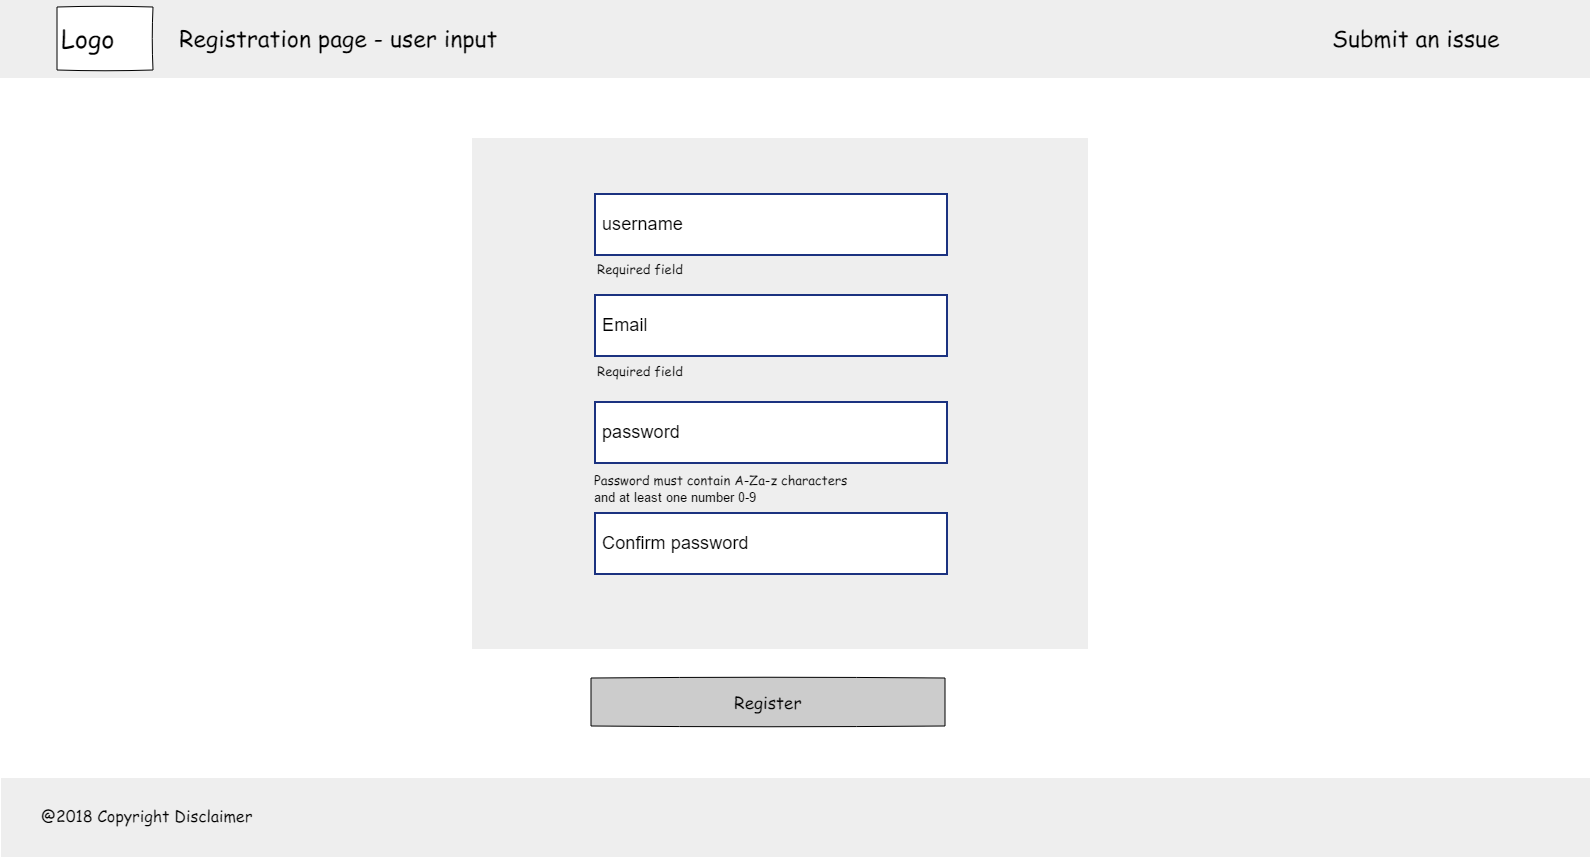 Logo
Registration page - user input
Submit an issue
username
Required field
Email
Required field
password
Password must contain A-Za-z characters
and at least one number 0-9
Confirm password
Register
@2018 Copyright Disclaimer